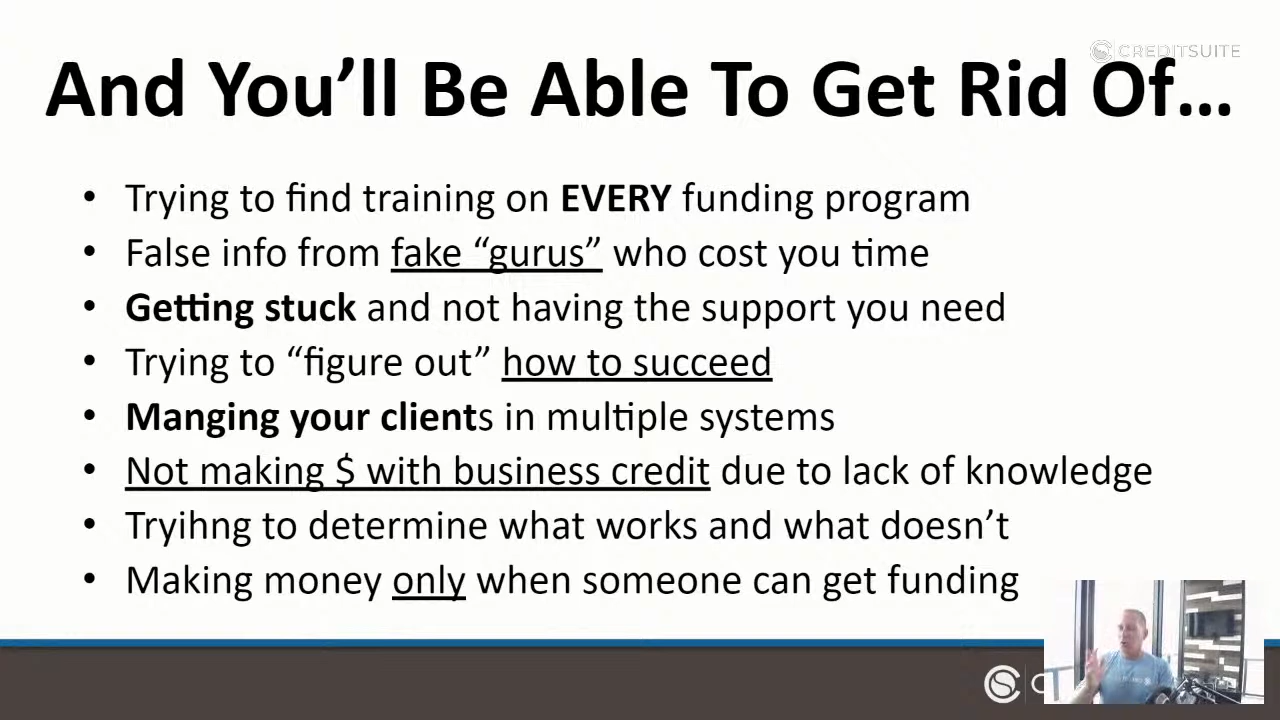 CREDITSUITE
And You’ll Be Able To Get Rid Of…
• Trying to find training on EVERY funding program
• False info from fake “gurus” who cost you time
• Getting stuck and not having the support you need
• Trying to “figure out” how to succeed
• Manging your clients in multiple systems
• Not making $ with business credit due to lack of knowledge
• Tryihng to determine what works and what doesn’t
• Making money only when someone can get funding